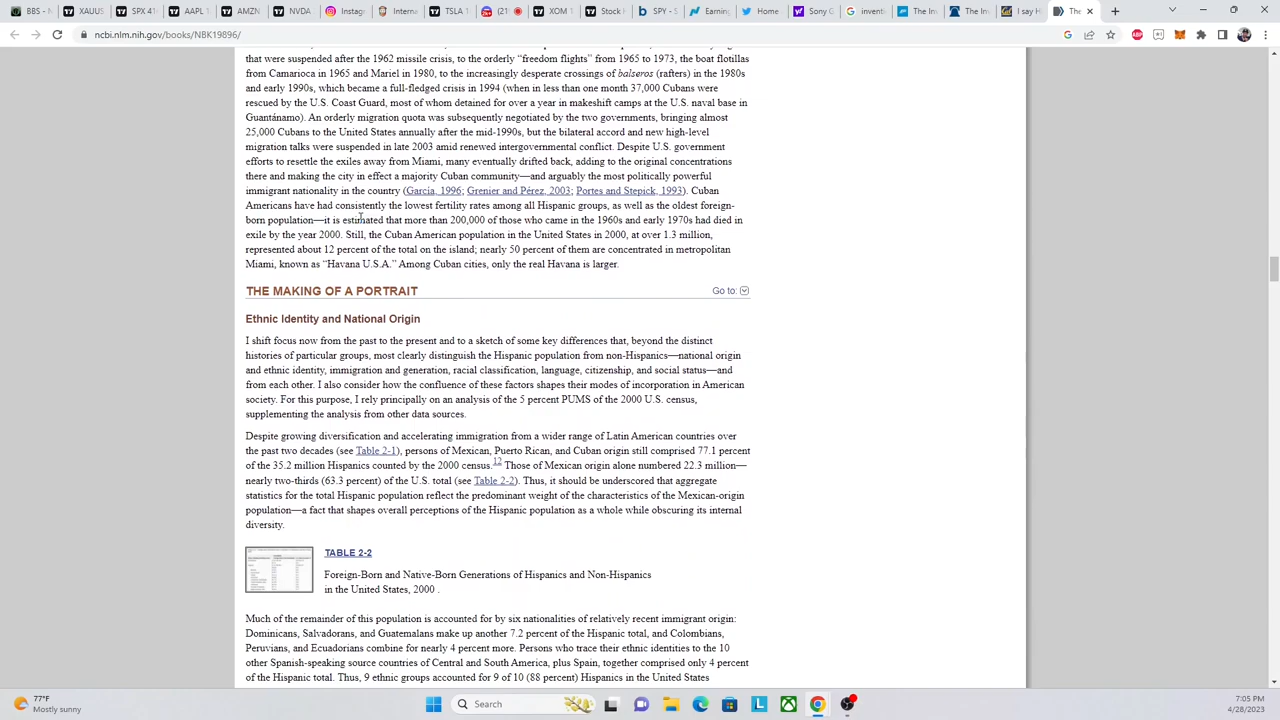 BBS - N
XAUUS
SPX 41
AAPL 1
AMZN
NVDA
Instag
Interna
TSLA 1
(21)
XOM 1
Stock H
SPY - S
Earning
Home
Sony G
inventi
The Im
The Inv
I say H
The
ncbi.nlm.nih.gov/books/NBK19896/
that were suspended after the 1962 missile crisis, to the orderly “freedom flights” from 1965 to 1973, the boat flotillas
from Camarioca in 1965 and Mariel in 1980, to the increasingly desperate crossings of balseros (rafters) in the 1980s
and early 1990s, which became a full-fledged crisis in 1994 (when in less than one month 37,000 Cubans were
rescued by the U.S. Coast Guard, most of whom detained for over a year in makeshift camps at the U.S. naval base in
Guantánamo). An orderly migration quota was subsequently negotiated by the two governments, bringing almost
25,000 Cubans to the United States annually after the mid-1990s, but the bilateral accord and new high-level
migration talks were suspended in late 2003 amid renewed intergovernmental conflict. Despite U.S. government
efforts to resettle the exiles away from Miami, many eventually drifted back, adding to the original concentrations
there and making the city in effect a majority Cuban community—and arguably the most politically powerful
immigrant nationality in the country (García, 1996; Grenier and Pérez, 2003; Portes and Stepick, 1993). Cuban
Americans have had consistently the lowest fertility rates among all Hispanic groups, as well as the oldest foreign-
born population—it is estimated that more than 200,000 of those who came in the 1960s and early 1970s had died in
exile by the year 2000. Still, the Cuban American population in the United States in 2000, at over 1.3 million,
represented about 12 percent of the total on the island; nearly 50 percent of them are concentrated in metropolitan
Miami, known as “Havana U.S.A.” Among Cuban cities, only the real Havana is larger.
THE MAKING OF A PORTRAIT Go to:
Ethnic Identity and National Origin
I shift focus now from the past to the present and to a sketch of some key differences that, beyond the distinct
histories of particular groups, most clearly distinguish the Hispanic population from non-Hispanics—national origin
and ethnic identity, immigration and generation, racial classification, language, citizenship, and social status—and
from each other. I also consider how the confluence of these factors shapes their modes of incorporation in American
society. For this purpose, I rely principally on an analysis of the 5 percent PUMS of the 2000 U.S. census,
supplementing the analysis from other data sources.
Despite growing diversification and accelerating immigration from a wider range of Latin American countries over
the past two decades (see Table 2-1), persons of Mexican, Puerto Rican, and Cuban origin still comprised 77.1 percent
of the 35.2 million Hispanics counted by the 2000 census.12 Those of Mexican origin alone numbered 22.3 million—
nearly two-thirds (63.3 percent) of the U.S. total (see Table 2-2). Thus, it should be underscored that aggregate
statistics for the total Hispanic population reflect the predominant weight of the characteristics of the Mexican-origin
population—a fact that shapes overall perceptions of the Hispanic population as a whole while obscuring its internal
diversity.
TABLE 2-2
Foreign-Born and Native-Born Generations of Hispanics and Non-Hispanics
in the United States, 2000 .
Much of the remainder of this population is accounted for by six nationalities of relatively recent immigrant origin:
Dominicans, Salvadorans, and Guatemalans make up another 7.2 percent of the Hispanic total, and Colombians,
Peruvians, and Ecuadorians combine for nearly 4 percent more. Persons who trace their ethnic identities to the 10
other Spanish-speaking source countries of Central and South America, plus Spain, together comprised only 4 percent
of the Hispanic total. Thus, 9 ethnic groups accounted for 9 of 10 (88 percent) Hispanics in the United States
77°F
Mostly sunny
Search
7:05 PM
4/28/2023